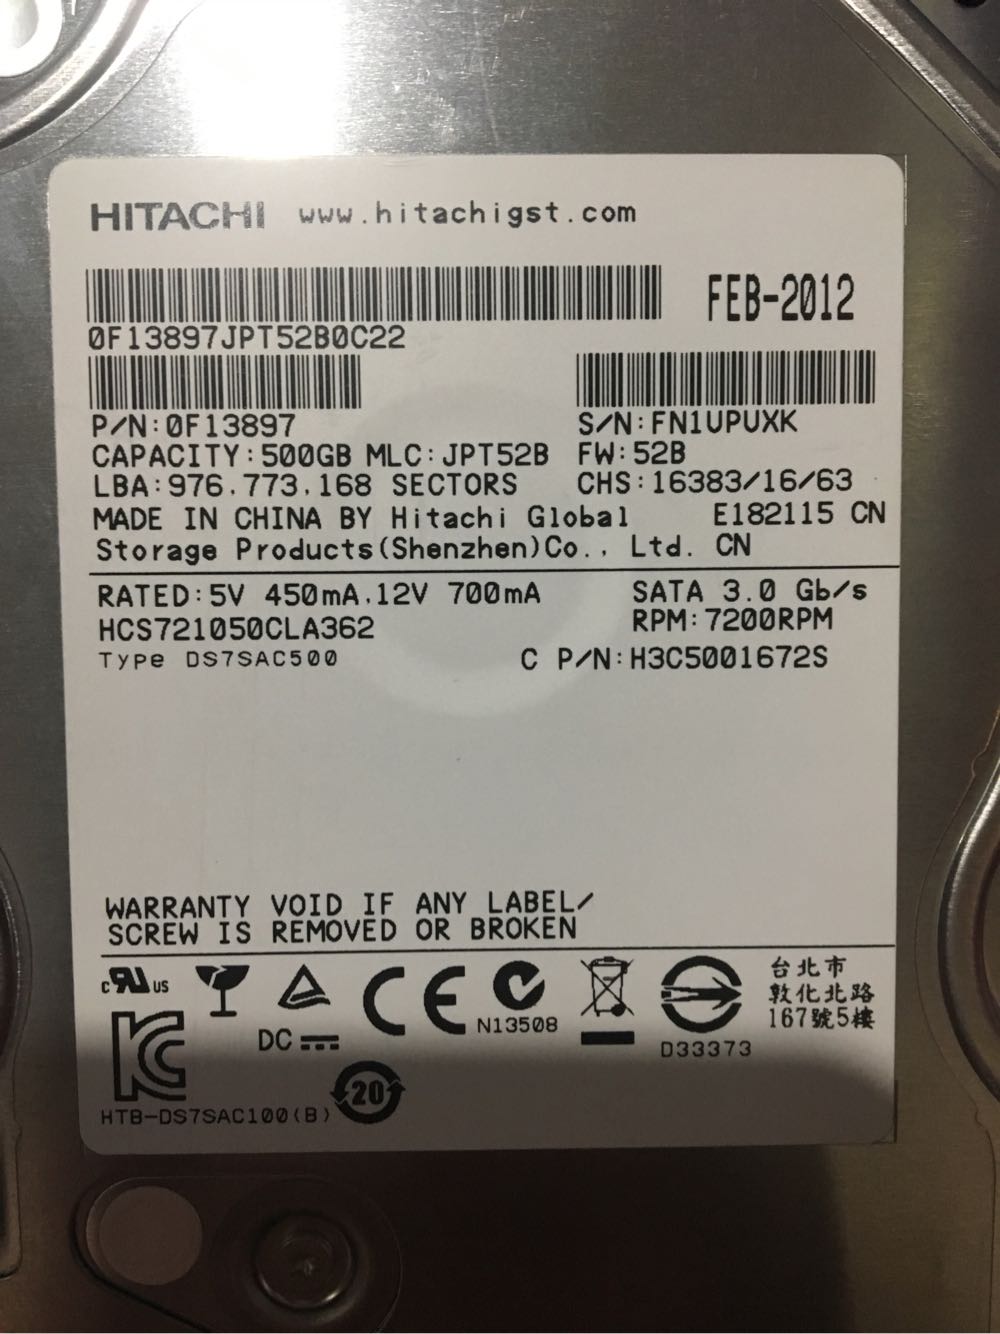 HITACHI www.hitachigst.com
FEB-2012
0F13897JPT52B0C22
P/N:0F13897 S/N:FN1UPUXK
CAPACITY:500GB MLC:JPT52B FW:52B
LBA:976.773.168 SECTORS CHS:16383/16/63
MADE IN CHINA BY Hitachi Global E182115 CN
Storage Products(Shenzhen)Co., Ltd. CN
RATED:5V 450mA.12V 700mA SATA 3.0 Gb/s
HCS721050CLA362 RPM:7200RPM
Type DS7SAC500 C P/N:H3C5001672S
WARRANTY VOID IF ANY LABEL/
SCREW IS REMOVED OR BROKEN
c RU US
CE
N13508
台北市
敦化北路
167號5樓
DC
D33373
KC
20
HTB-DS7SAC100(B)